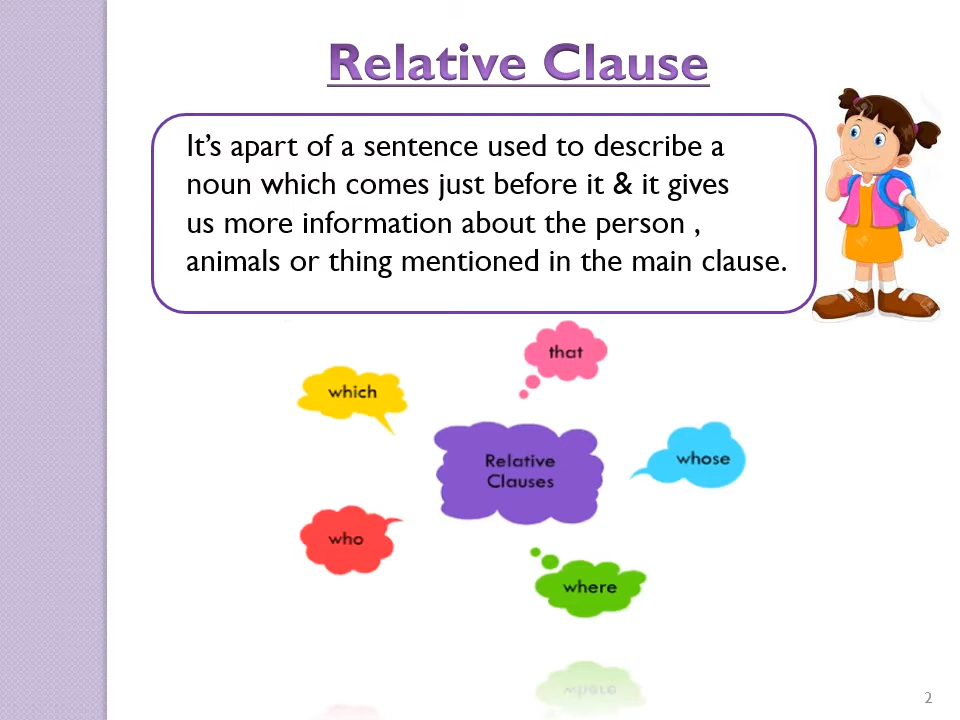 Relative Clause
It's apart of a sentence used to describe a
noun which comes just before it & it gives
us more information about the person ,
animals or thing mentioned in the main clause.
that
which
Relative
Clauses
whose
who
where
where
2